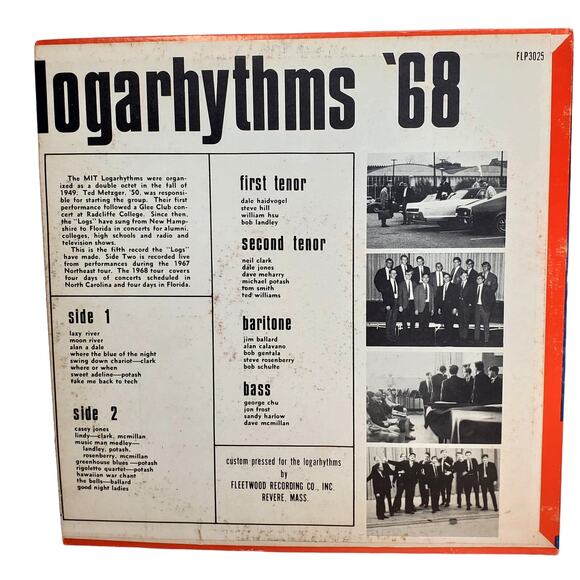 logarhythms '68
FLP3025
The MIT Logarhythms were organ-
ized as a double octet in the fall of
1949; Ted Metzger, '50, was responsi-
ble for starting the group. Their first
performance followed a Glee Club con-
cert at Radcliffe College. Since then,
the "Logs" have sung from New Hamp-
shire to Florida in concerts for alumni,
colleges, high schools and radio and
television shows.
This is the fifth record the "Logs"
have made. Side Two is recorded live
from performances during the 1967
Northeast tour. The 1968 tour covers
four days of concerts scheduled in
North Carolina and four days in Florida.
side 1
lazy river
moon river
alan a dale
where the blue of the night
swing down chariot—clark
where or when
sweet adeline—potash
take me back to tech
side 2
casey jones
lindy—clark, mcmillan
music man medley—
landley, potash,
rosenberry, mcmillan
greenhouse blues—potash
rigoletto quartet—potash
hawaiian war chant
the bells—ballard
good night ladies
first tenor
dale haidvogel
steve hill
william hsu
bob landley
second tenor
neil clark
dale jones
dave meharry
michael potash
tom smith
ted williams
baritone
jim ballard
alan calavano
bob gentala
steve rosenberry
bob schulte
bass
george chu
jon frost
sandy harlow
dave mcmillan
custom pressed for the logarhythms
by
FLEETWOOD RECORDING CO., INC.
REVERE, MASS.